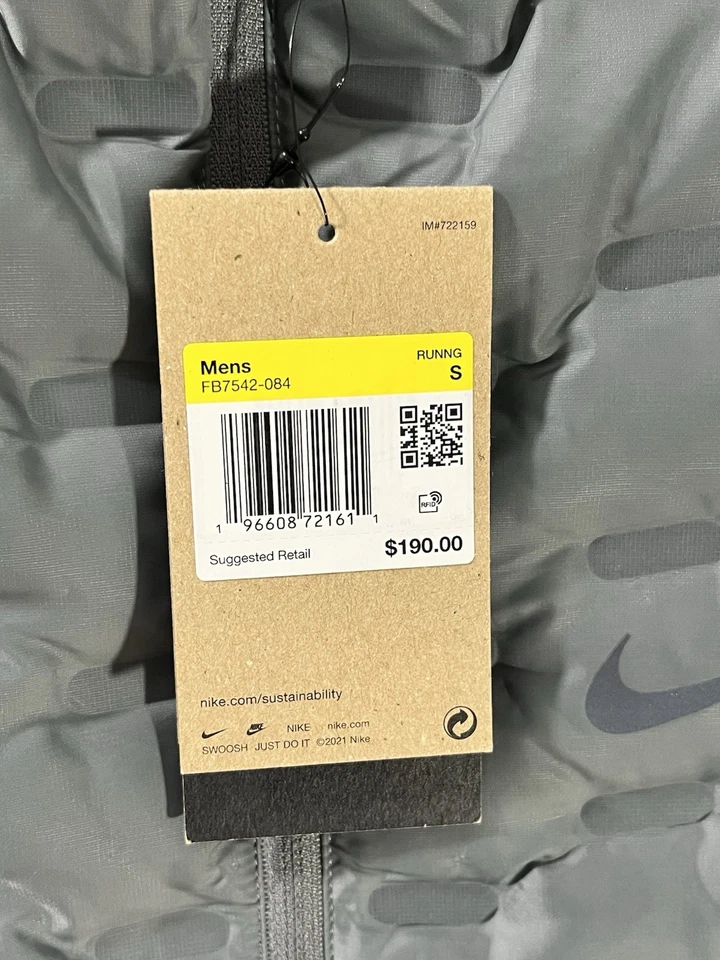 IM#722159
Mens
RUNNG
FB7542-084
S
RFID
1 96608 72161 1
Suggested Retail
$190.00
nike.com/sustainability
NIKE nike.com
SWOOSH JUST DO IT ©2021 Nike